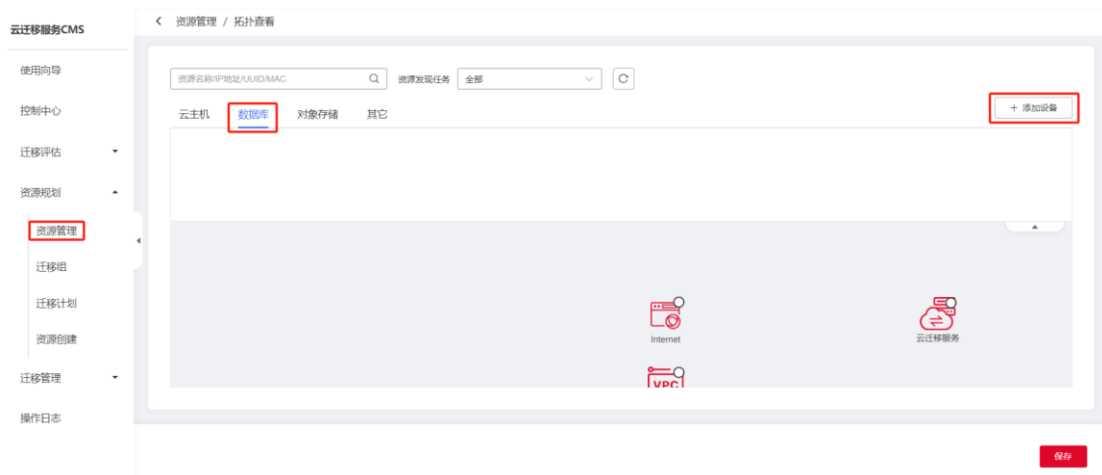 云迁移服务CMS
使用向导
控制中心
迁移评估
资源规划
资源管理
迁移组
迁移计划
资源创建
迁移管理
操作日志
资源管理 / 拓扑查看
资源名称/IP地址/UUID/MAC
资源发现任务 全部
云主机 数据库 对象存储 其它
+ 添加设备
Internet
云迁移服务
VPC
保存